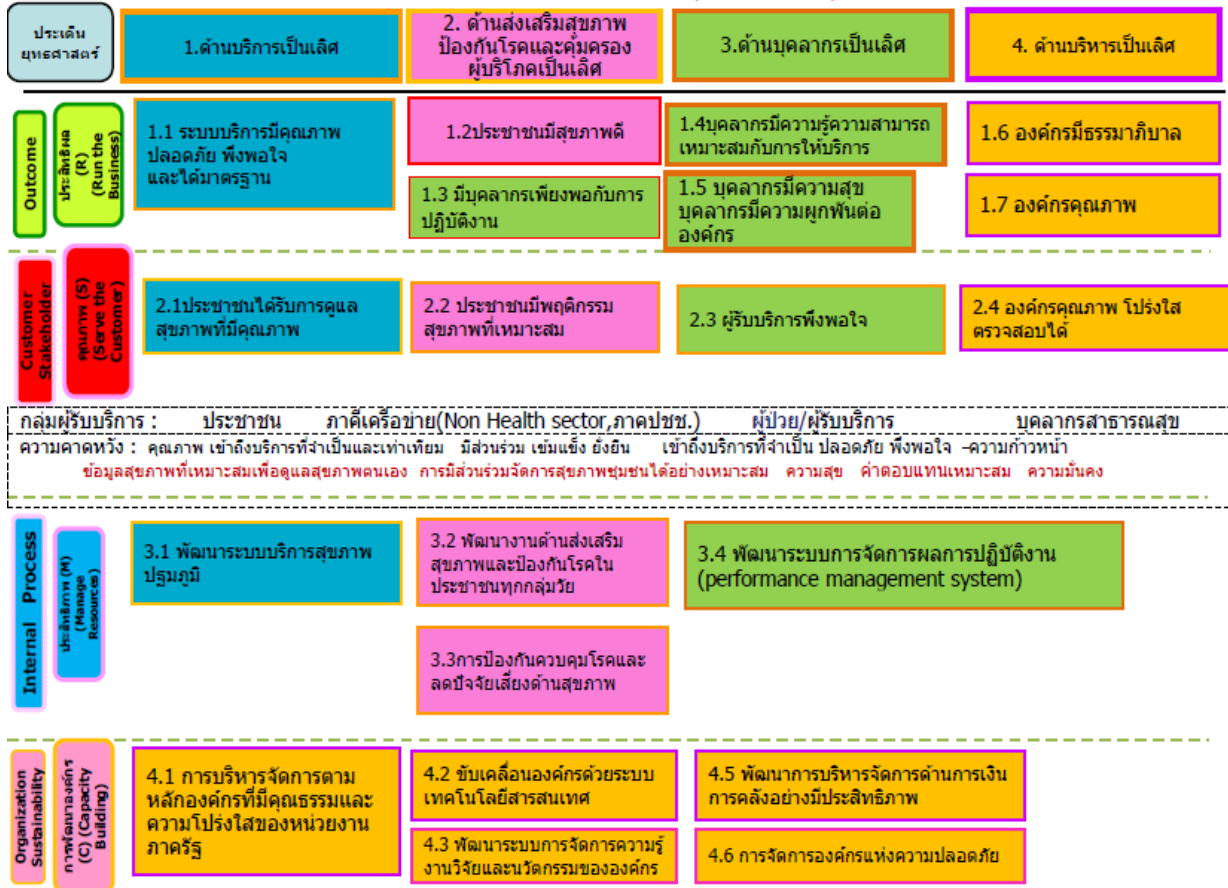 ประเด็น
ยุทธศาสตร์
1.ด้านบริการเป็นเลิศ
2. ด้านส่งเสริมสุขภาพ
ป้องกันโรคและคุ้มครอง
ผู้บริโภคเป็นเลิศ
3.ด้านบุคลากรเป็นเลิศ
4. ด้านบริหารเป็นเลิศ
Outcome
ประสิทธิผล
(R)
(Run the
Business)
1.1 ระบบบริการมีคุณภาพ
ปลอดภัย พึงพอใจ
และได้มาตรฐาน
1.2ประชาชนมีสุขภาพดี
1.3 มีบุคลากรเพียงพอกับการ
ปฏิบัติงาน
1.4บุคลากรมีความรู้ความสามารถ
เหมาะสมกับการให้บริการ
1.5 บุคลากรมีความสุข
บุคลากรมีความผูกพันต่อ
องค์กร
1.6 องค์กรมีธรรมาภิบาล
1.7 องค์กรคุณภาพ
Customer
Stakeholder
คุณภาพ (S)
(Serve the
Customer)
2.1ประชาชนได้รับการดูแล
สุขภาพที่มีคุณภาพ
2.2 ประชาชนมีพฤติกรรม
สุขภาพที่เหมาะสม
2.3 ผู้รับบริการพึงพอใจ
2.4 องค์กรคุณภาพ โปร่งใส
ตรวจสอบได้
กลุ่มผู้รับบริการ : ประชาชน ภาคีเครือข่าย(Non Health sector,ภาคปชช.) ผู้ป่วย/ผู้รับบริการ บุคลากรสาธารณสุข
ความคาดหวัง : คุณภาพ เข้าถึงบริการที่จำเป็นและเท่าเทียม มีส่วนร่วม เข้มแข็ง ยั่งยืน เข้าถึงบริการที่จำเป็น ปลอดภัย พึงพอใจ -ความก้าวหน้า
ข้อมูลสุขภาพที่เหมาะสมเพื่อดูแลสุขภาพตนเอง การมีส่วนร่วมจัดการสุขภาพชุมชนได้อย่างเหมาะสม ความสุข ค่าตอบแทนเหมาะสม ความมั่นคง
Internal Process
ประสิทธิภาพ (M)
(Manage
Resources)
3.1 พัฒนาระบบบริการสุขภาพ
ปฐมภูมิ
3.2 พัฒนางานด้านส่งเสริม
สุขภาพและป้องกันโรคใน
ประชาชนทุกกลุ่มวัย
3.3การป้องกันควบคุมโรคและ
ลดปัจจัยเสี่ยงด้านสุขภาพ
3.4 พัฒนาระบบการจัดการผลการปฏิบัติงาน
(performance management system)
Organization
Sustainability
การพัฒนาองค์กร
(C) (Capacity
Building)
4.1 การบริหารจัดการตาม
หลักองค์กรที่มีคุณธรรมและ
ความโปร่งใสของหน่วยงาน
ภาครัฐ
4.2 ขับเคลื่อนองค์กรด้วยระบบ
เทคโนโลยีสารสนเทศ
4.3 พัฒนาระบบการจัดการความรู้
งานวิจัยและนวัตกรรมขององค์กร
4.5 พัฒนาการบริหารจัดการด้านการเงิน
การคลังอย่างมีประสิทธิภาพ
4.6 การจัดการองค์กรแห่งความปลอดภัย